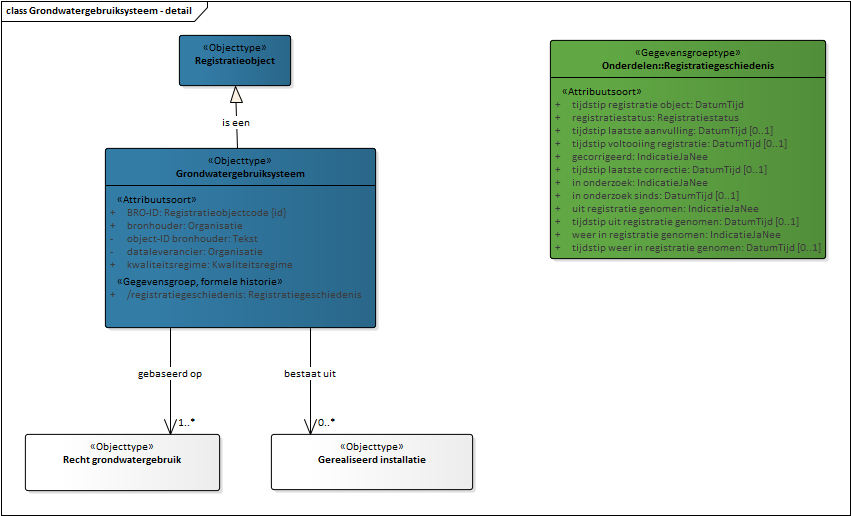 class Grondwatergebruiksysteem - detail
«Objecttype»
Registratieobject
is een
«Objecttype»
Grondwatergebruiksysteem
«Attribuutsoort»
+ BRO-ID: Registratieobjectcode {id}
+ bronhouder: Organisatie
- object-ID bronhouder: Tekst
- dataleverancier: Organisatie
+ kwaliteitsregime: Kwaliteitsregime
«Gegevensgroep, formele historie»
+ /registratiegeschiedenis: Registratiegeschiedenis
gebaseerd op
/1..*
bestaat uit
/0..*
«Objecttype»
Recht grondwatergebruik
«Objecttype»
Gerealiseerd installatie
«Gegevensgroeptype»
Onderdelen::Registratiegeschiedenis
«Attribuutsoort»
+ tijdstip registratie object: DatumTijd
+ registratiestatus: Registratiestatus
+ tijdstip laatste aanvulling: DatumTijd [0..1]
+ tijdstip voltooiing registratie: DatumTijd [0..1]
+ gecorrigeerd: IndicatieJaNee
+ tijdstip laatste correctie: DatumTijd [0..1]
+ in onderzoek: IndicatieJaNee
+ in onderzoek sinds: DatumTijd [0..1]
+ uit registratie genomen: IndicatieJaNee
+ tijdstip uit registratie genomen: DatumTijd [0..1]
+ weer in registratie genomen: IndicatieJaNee
+ tijdstip weer in registratie genomen: DatumTijd [0..1]